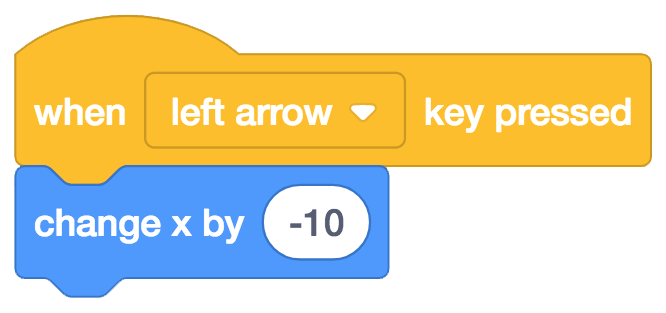 when left arrow key pressed
change x by -10